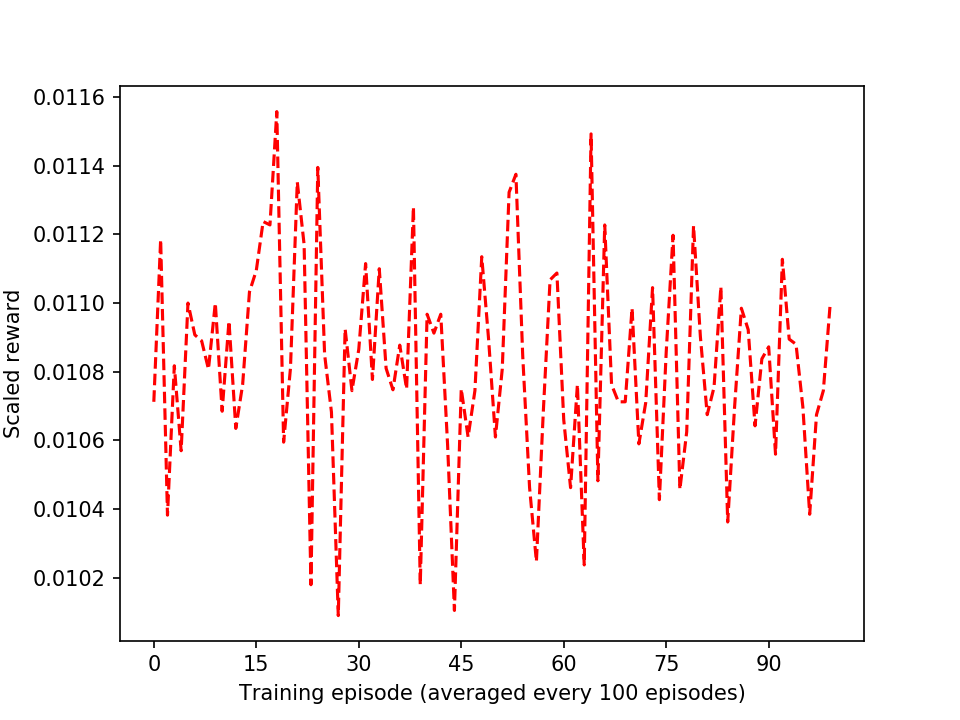 0.0116
0.0114
0.0112
0.0110
0.0108
0.0106
0.0104
0.0102
Scaled reward
0 15 30 45 60 75 90
Training episode (averaged every 100 episodes)